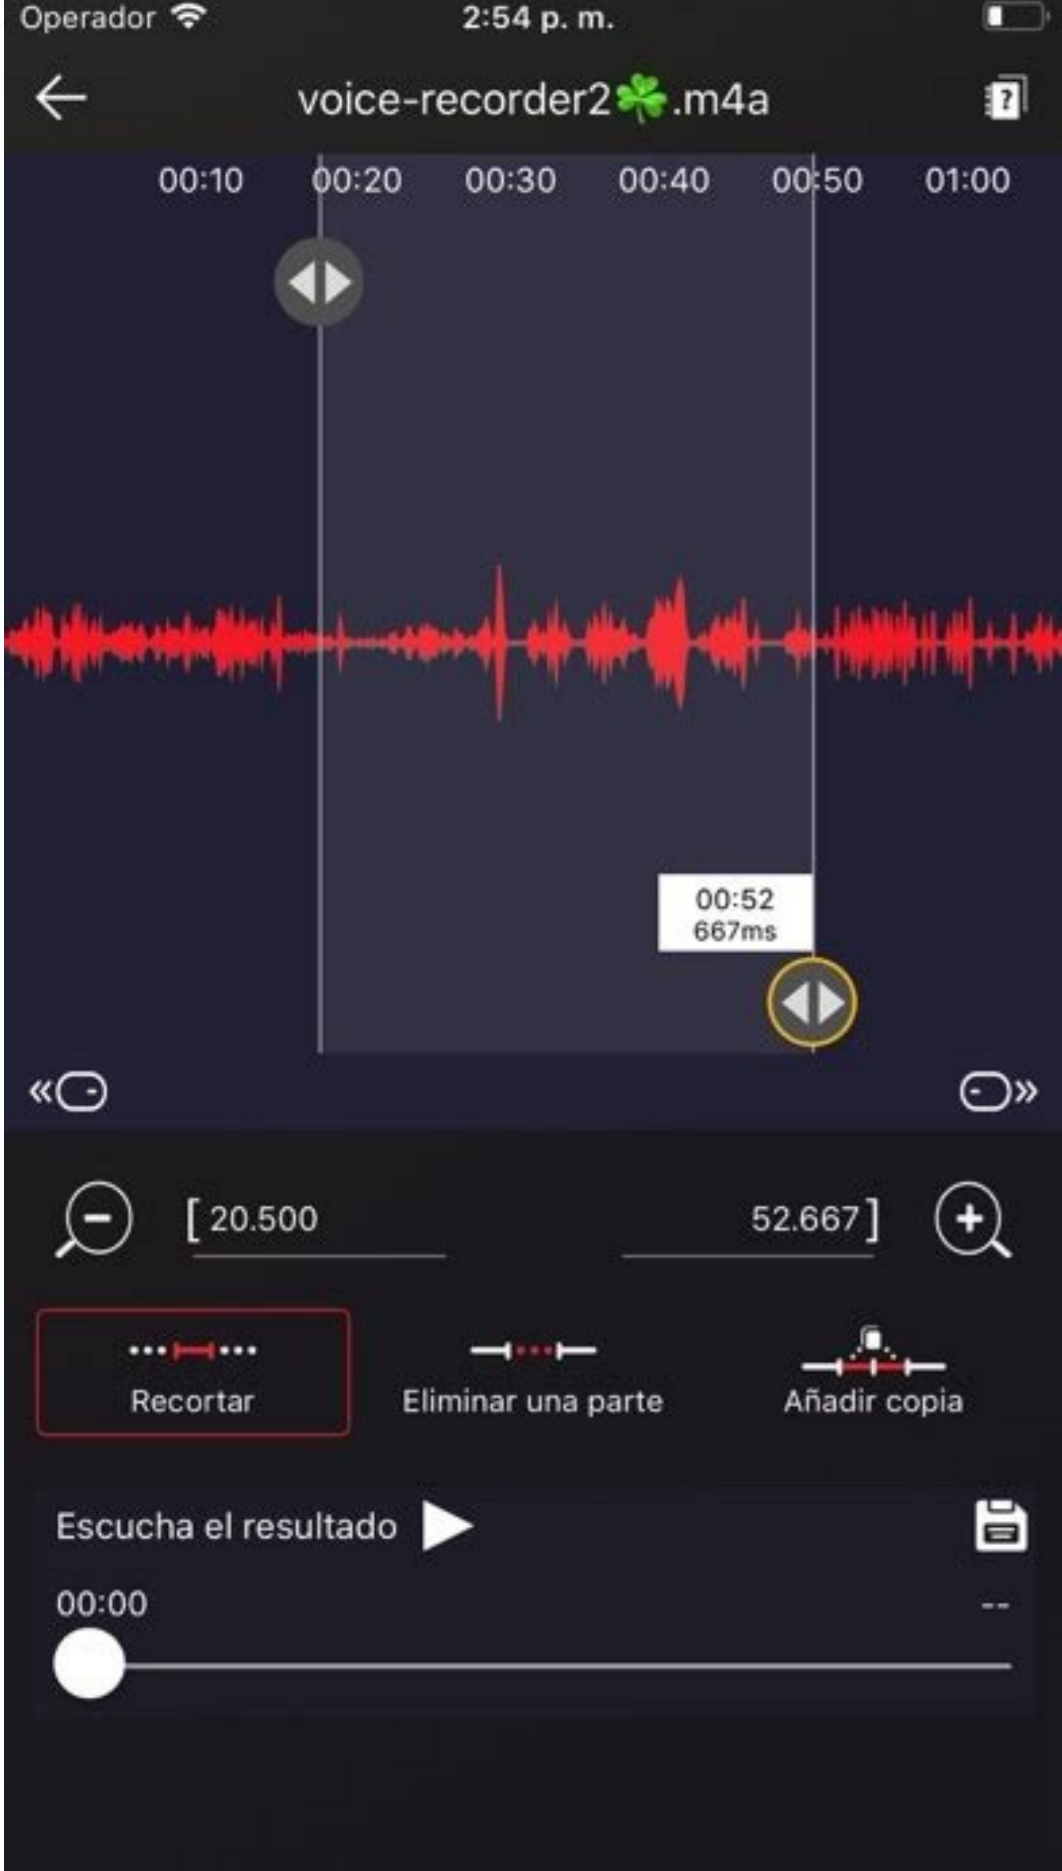 Operador 2:54 p. m.
voice-recorder2☘️.m4a
00:10 00:20 00:30 00:40 00:50 01:00
00:52
667ms
[ 20.500 52.667 ]
Recortar Eliminar una parte Añadir copia
Escucha el resultado
00:00 --